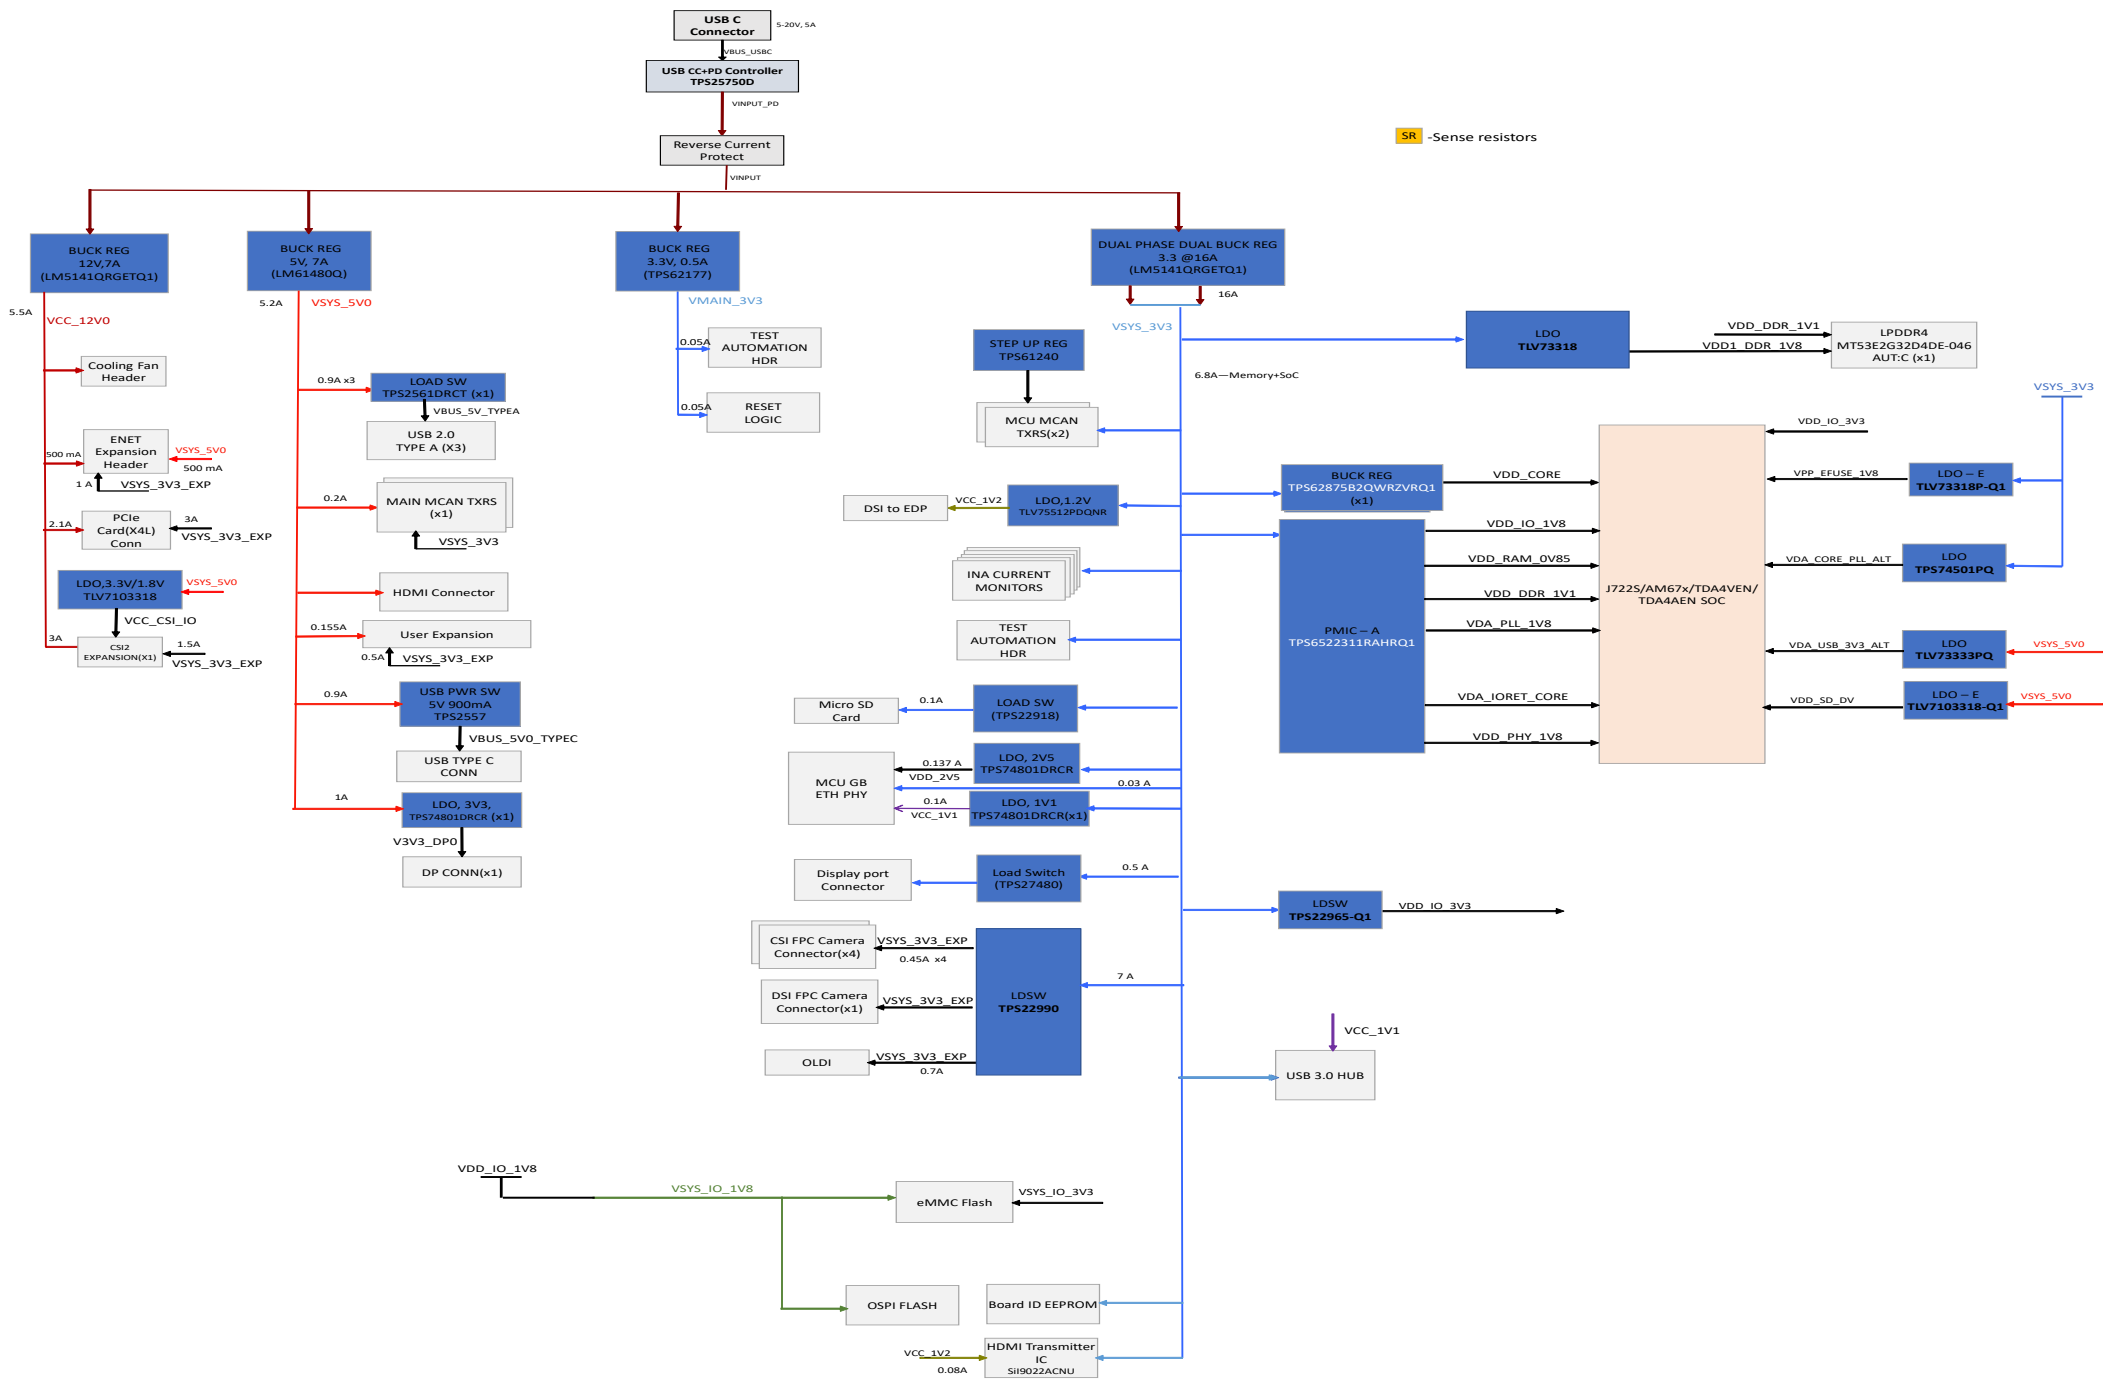 USB C
Connector
5-20V, 5A
VBUS_USBC
USB CC+PD Controller
TPS25750D
VINPUT_PD
Reverse Current
Protect
VINPUT
SR -Sense resistors
BUCK REG
12V,7A
(LM5141QRGETQ1)
5.5A
VCC_12V0
Cooling Fan
Header
ENET
Expansion
Header
500 mA
VSYS_5V0
500 mA
1 A
VSYS_3V3_EXP
2.1A
PCIe
Card(X4L)
Conn
3A
VSYS_3V3_EXP
LDO,3.3V/1.8V
TLV7103318
VSYS_5V0
VCC_CSI_IO
3A
CSI2
EXPANSION(X1)
1.5A
VSYS_3V3_EXP
BUCK REG
5V, 7A
(LM61480Q)
5.2A
VSYS_5V0
0.9A x3
LOAD SW
TPS2561DRCT (x1)
VBUS_5V_TYPEA
USB 2.0
TYPE A (X3)
0.2A
MAIN MCAN TXRS
(x1)
VSYS_3V3
HDMI Connector
0.155A
User Expansion
0.5A
VSYS_3V3_EXP
0.9A
USB PWR SW
5V 900mA
TPS2557
VBUS_5V0_TYPEC
USB TYPE C
CONN
1A
LDO, 3V3,
TPS74801DRCR (x1)
V3V3_DP0
DP CONN(x1)
BUCK REG
3.3V, 0.5A
(TPS62177)
VMAIN_3V3
0.05A
TEST
AUTOMATION
HDR
0.05A
RESET
LOGIC
DUAL PHASE DUAL BUCK REG
3.3 @16A
(LM5141QRGETQ1)
16A
VSYS_3V3
STEP UP REG
TPS61240
MCU MCAN
TXRS(x2)
6.8A—Memory+SoC
DSI to EDP
VCC_1V2
LDO,1.2V
TLV75512PDQNR
INA CURRENT
MONITORS
TEST
AUTOMATION
HDR
Micro SD
Card
0.1A
LOAD SW
(TPS22918)
MCU GB
ETH PHY
0.137 A
VDD_2V5
LDO, 2V5
TPS74801DRCR
0.03 A
0.1A
VCC_1V1
LDO, 1V1
TPS74801DRCR(x1)
Display port
Connector
Load Switch
(TPS27480)
0.5 A
CSI FPC Camera
Connector(x4)
VSYS_3V3_EXP
0.45A x4
DSI FPC Camera
Connector(x1)
VSYS_3V3_EXP
OLDI
VSYS_3V3_EXP
0.7A
LDSW
TPS22990
7 A
LDO
TLV73318
VDD_DDR_1V1
VDD1_DDR_1V8
LPDDR4
MT53E2G32D4DE-046
AUT:C (x1)
BUCK REG
TPS62875B2QWRZVRQ1
(x1)
VDD_CORE
PMIC – A
TPS6522311RAHRQ1
VDD_IO_1V8
VDD_RAM_0V85
VDD_DDR_1V1
VDA_PLL_1V8
VDA_IORET_CORE
VDD_PHY_1V8
J722S/AM67x/TDA4VEN/
TDA4AEN SOC
VSYS_3V3
VDD_IO_3V3
VPP_EFUSE_1V8
LDO – E
TLV73318P-Q1
VDA_CORE_PLL_ALT
LDO
TPS74501PQ
VDA_USB_3V3_ALT
LDO
TLV73333PQ
VSYS_5V0
VDD_SD_DV
LDO – E
TLV7103318-Q1
VSYS_5V0
LDSW
TPS22965-Q1
VDD_IO_3V3
VCC_1V1
USB 3.0 HUB
VDD_IO_1V8
VSYS_IO_1V8
eMMC Flash
VSYS_IO_3V3
OSPI FLASH
Board ID EEPROM
VCC_1V2
0.08A
HDMI Transmitter
IC
SiI9022ACNU